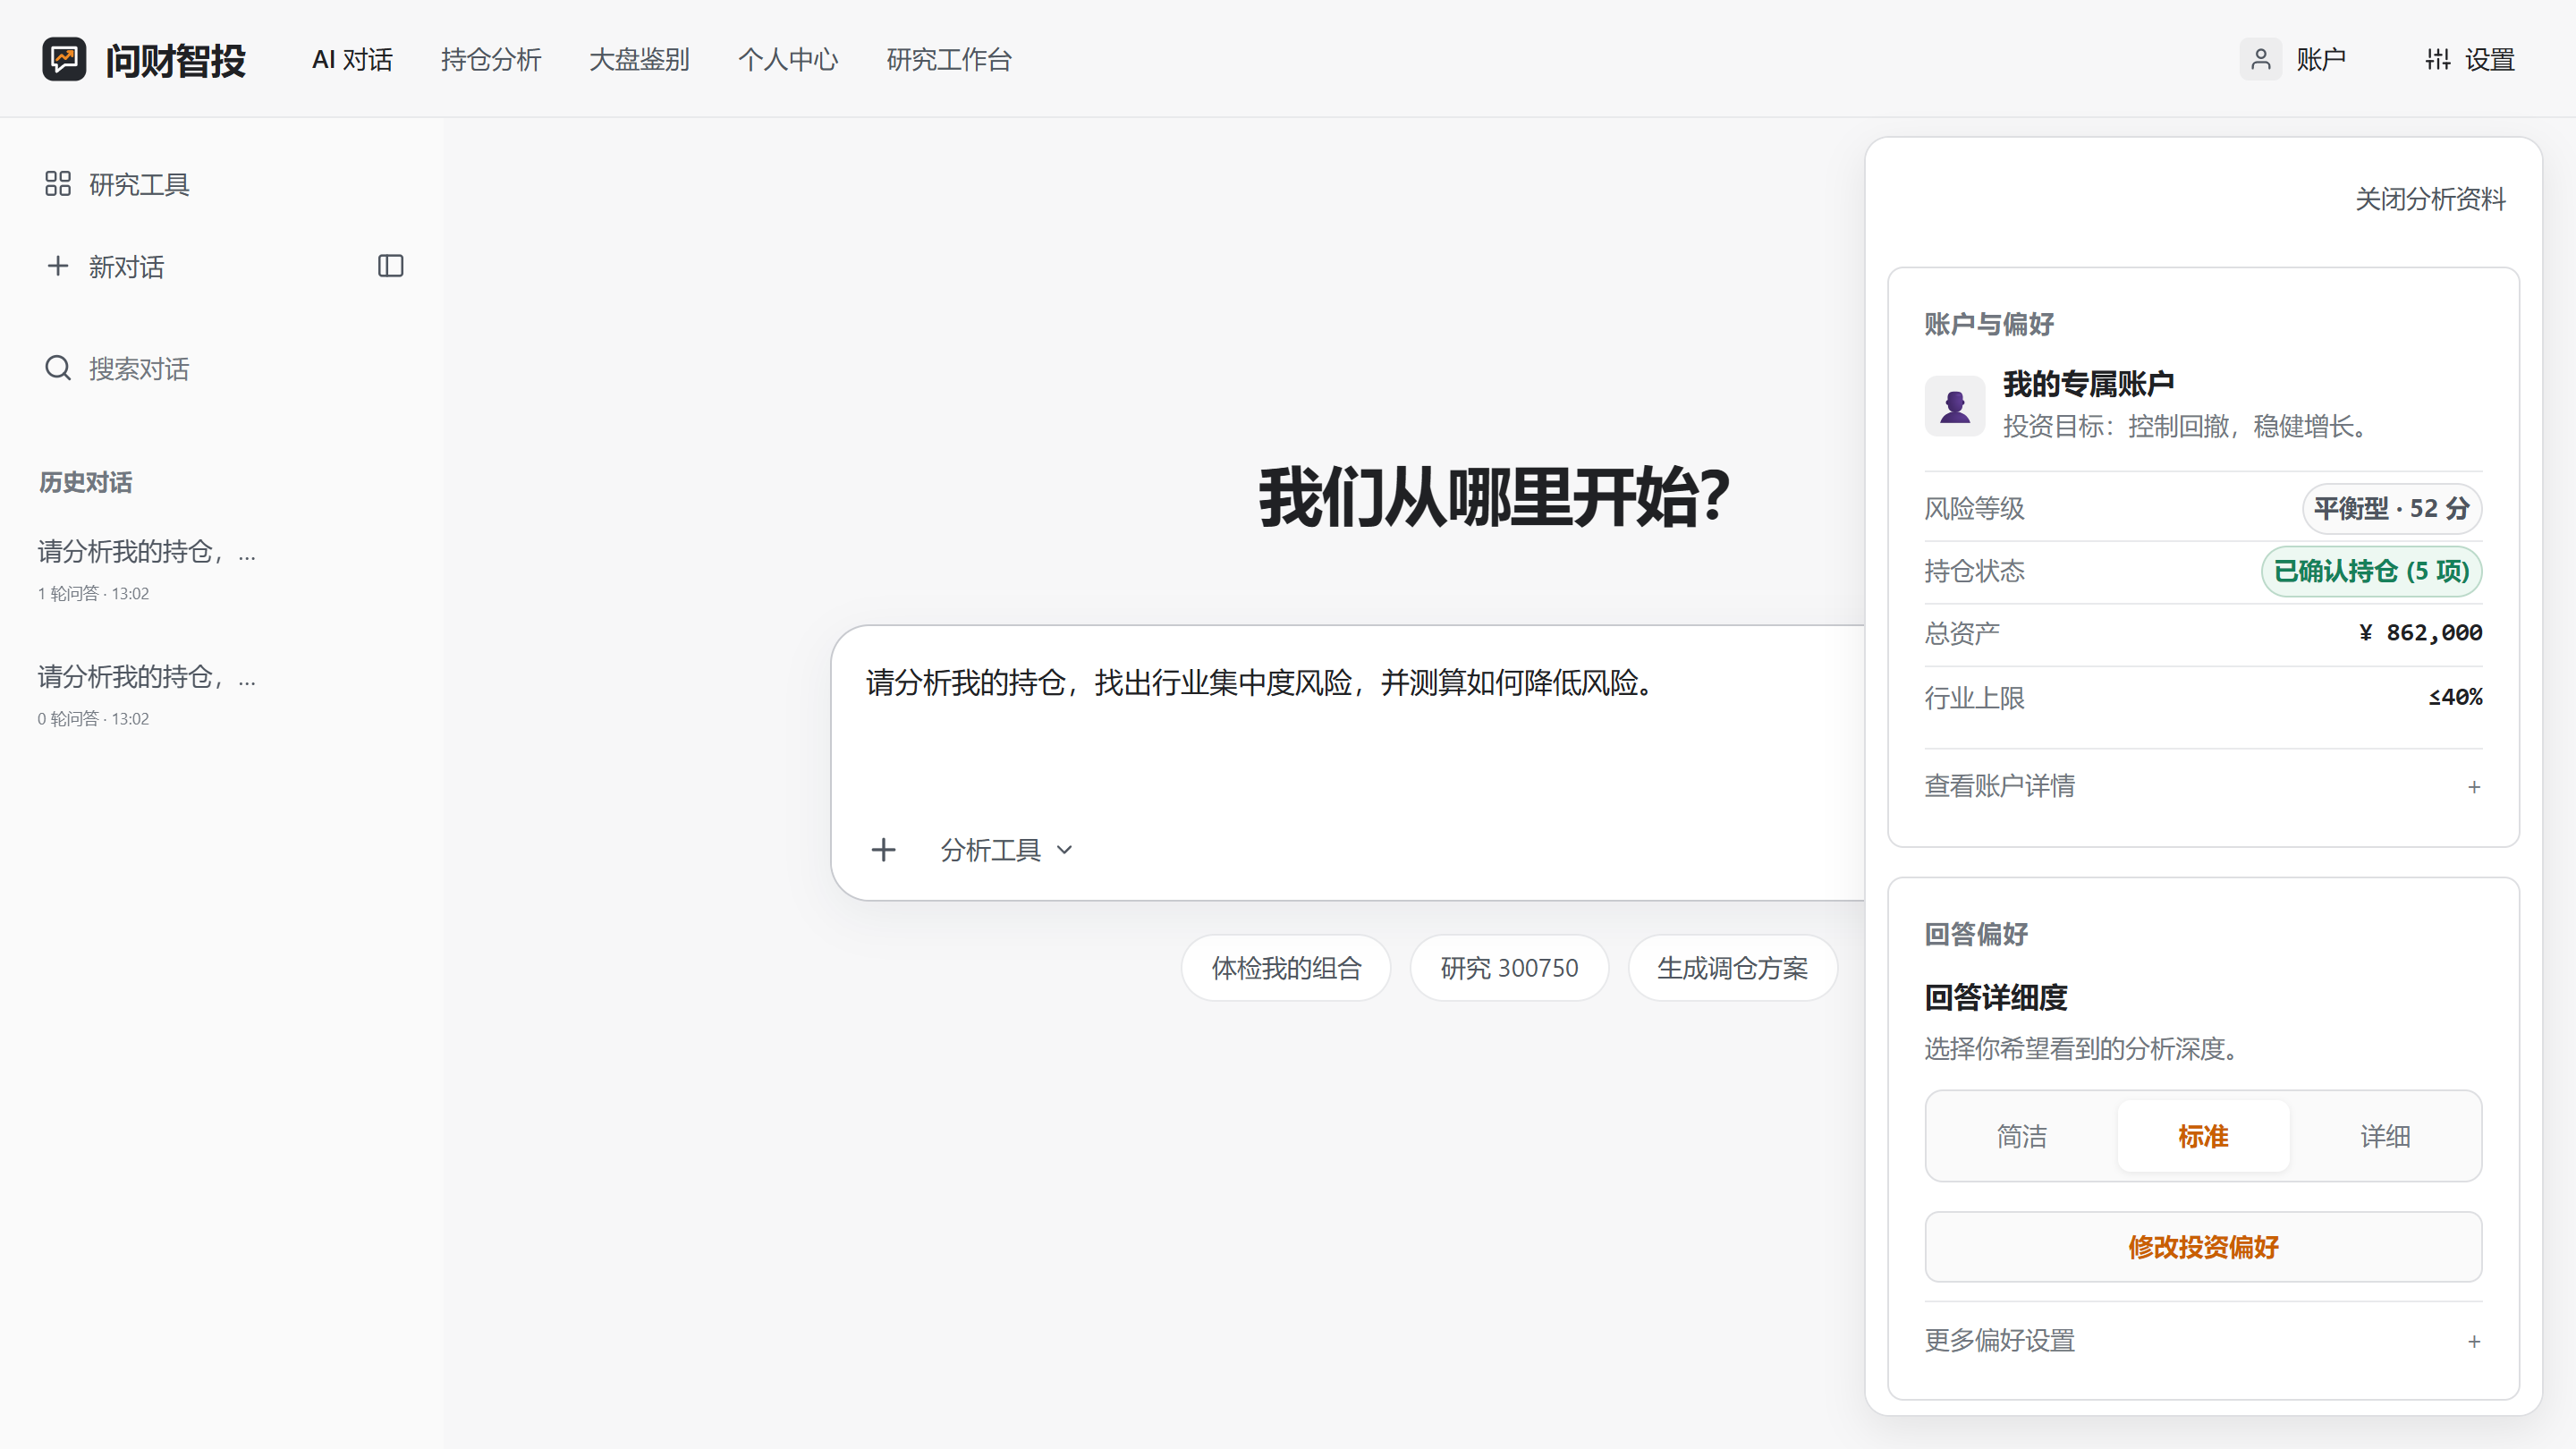 问财智投
AI 对话
持仓分析
大盘鉴别
个人中心
研究工作台
账户
设置
研究工具
新对话
搜索对话
历史对话
请分析我的持仓，...
1 轮问答 · 13:02
请分析我的持仓，...
0 轮问答 · 13:02
我们从哪里开始？
请分析我的持仓，找出行业集中度风险，并测算如何降低风险。
分析工具
体检我的组合
研究 300750
生成调仓方案
关闭分析资料
账户与偏好
我的专属账户
投资目标：控制回撤，稳健增长。
风险等级
平衡型 · 52 分
持仓状态
已确认持仓 (5 项)
总资产
¥ 862,000
行业上限
≤40%
查看账户详情 +
回答偏好
回答详细度
选择你希望看到的分析深度。
简洁
标准
详细
修改投资偏好
更多偏好设置 +